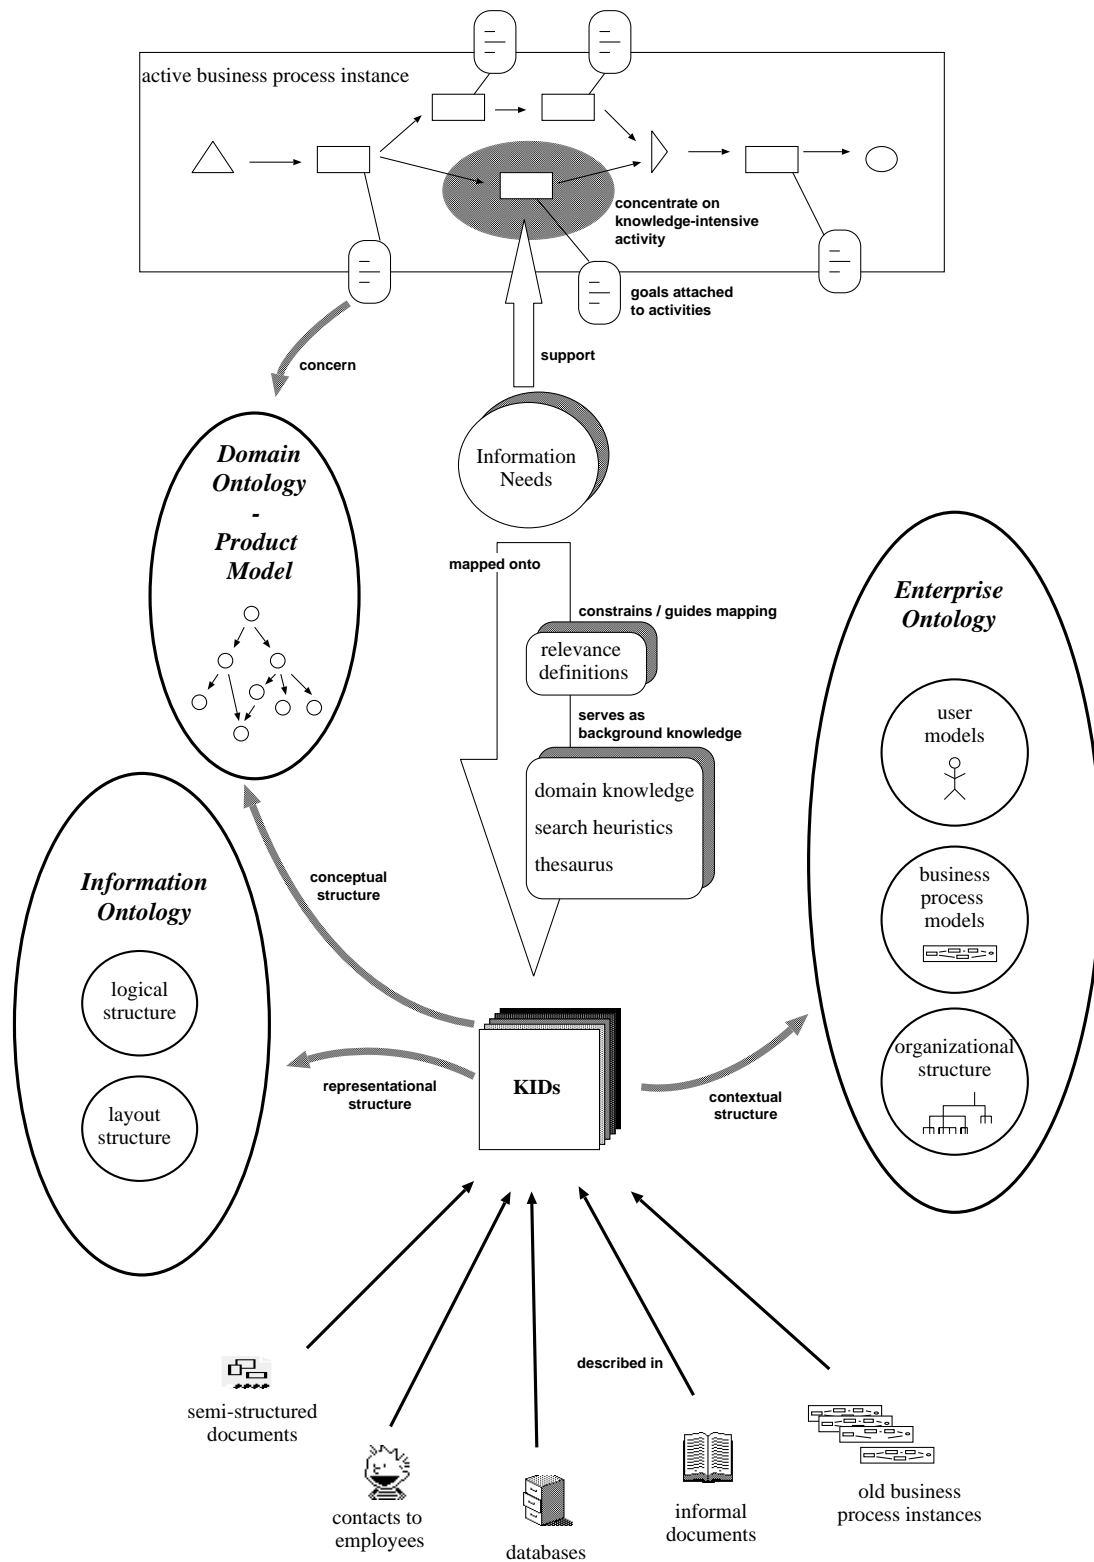 active business process instance
concentrate on
knowledge-intensive
activity
goals attached
to activities
support
concern
Domain
Ontology
-
Product
Model
Information
Needs
mapped onto
constrains / guides mapping
relevance
definitions
serves as
background knowledge
domain knowledge
search heuristics
thesaurus
Enterprise
Ontology
user
models
business
process
models
organizational
structure
Information
Ontology
logical
structure
layout
structure
conceptual
structure
representational
structure
KIDs
contextual
structure
described in
semi-structured
documents
contacts to
employees
databases
informal
documents
old business
process instances